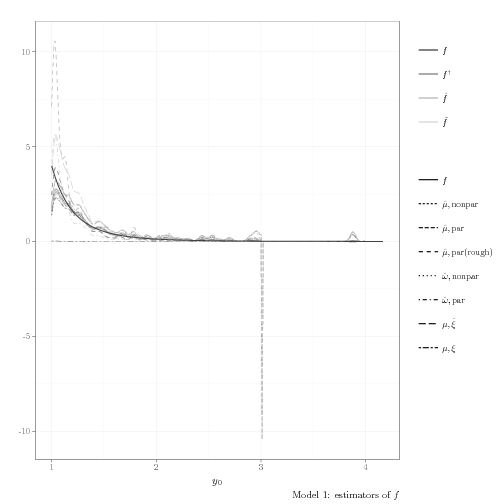 10
5
0
-5
-10
1 2 3 4
y₀
Model 1: estimators of f
f
f
f
μ̂, nonpar
μ̂, par
μ̂, par(rough)
ω̂, nonpar
ω̂, par
μ, ξ̂
μ, ξ